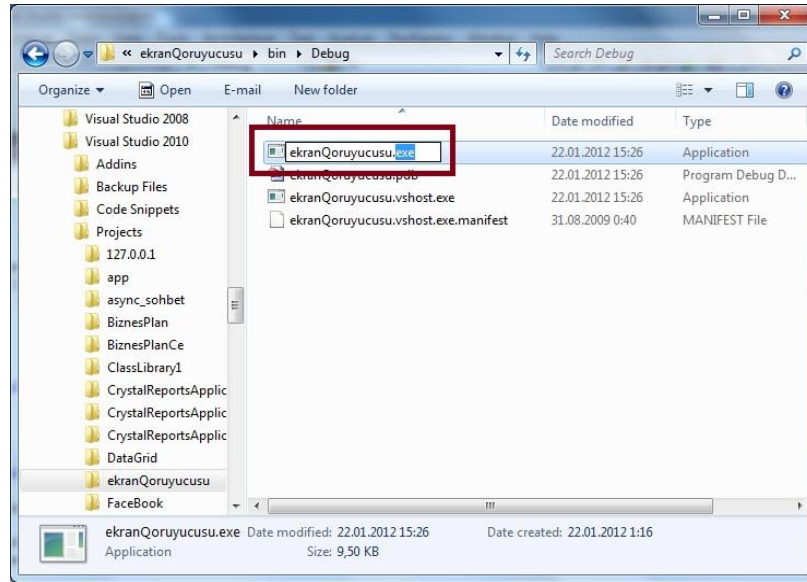 « ekranQoruyucusu ▸ bin ▸ Debug
Search Debug
Organize ▾ Open E-mail New folder
Visual Studio 2008
Visual Studio 2010
Addins
Backup Files
Code Snippets
Projects
127.0.0.1
app
async_sohbet
BiznesPlan
BiznesPlanCe
ClassLibrary1
CrystalReportsApplic
CrystalReportsApplic
CrystalReportsApplic
DataGrid
ekranQoruyucusu
FaceBook
Name Date modified Type
ekranQoruyucusu.exe 22.01.2012 15:26 Application
ekranQoruyucusu.pdb 22.01.2012 15:26 Program Debug D...
ekranQoruyucusu.vshost.exe 22.01.2012 15:26 Application
ekranQoruyucusu.vshost.exe.manifest 31.08.2009 0:40 MANIFEST File
ekranQoruyucusu.exe Date modified: 22.01.2012 15:26 Date created: 22.01.2012 1:16
Application Size: 9,50 KB